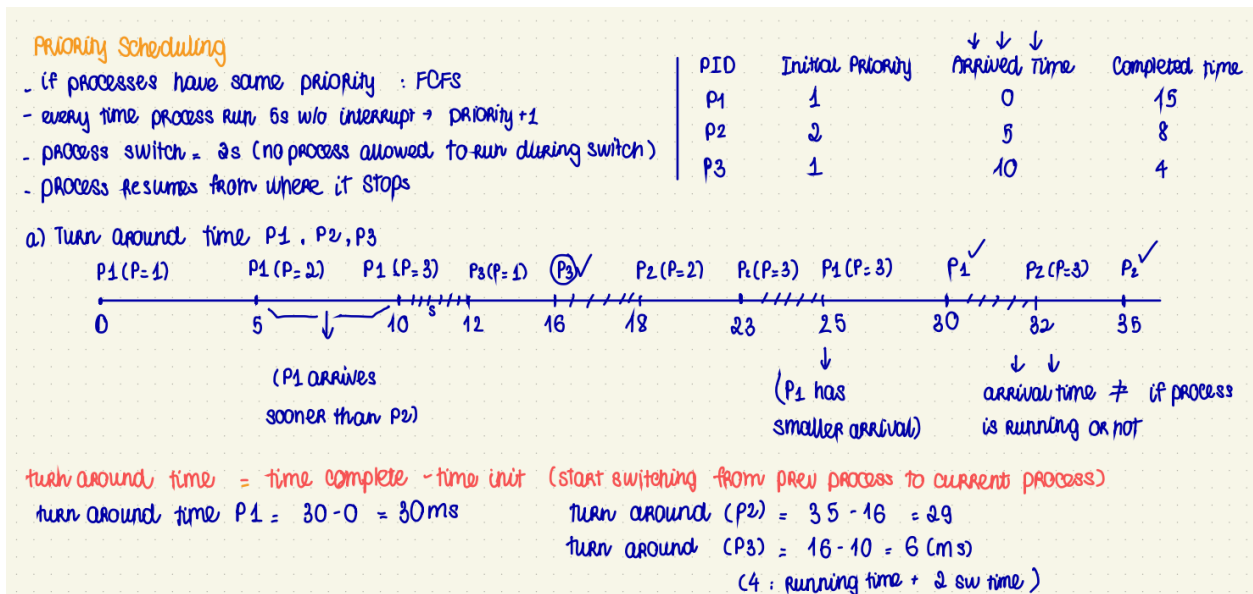 Priority Scheduling
- if processes have same priority : FCFS
- every time process run 5s w/o interrupt → priority +1
- process switch = 2s (no process allowed to run during switch)
- process resumes from where it stops
PID Initial Priority Arrived Time Completed time
P1 1 0 15
P2 2 5 8
P3 1 10 4
a) Turn around time P1, P2, P3
P1 (P=1) P1 (P=2) P1 (P=3) P3 (P=1) P3 ✓ P2 (P=2) P2 (P=3) P1 (P=3) P1 ✓ P2 (P=3) P2 ✓
s
0 5 10 12 16 18 23 25 30 32 35
(P1 arrives
sooner than P2)
(P1 has
smaller arrival)
arrival time ≠ if process
is running or not
turn around time = time complete - time init (start switching from prev process to current process)
turn around time P1 = 30-0 = 30ms
turn around (P2) = 35-16 = 29
turn around (P3) = 16-10 = 6 (ms)
(4 : running time + 2 sw time)